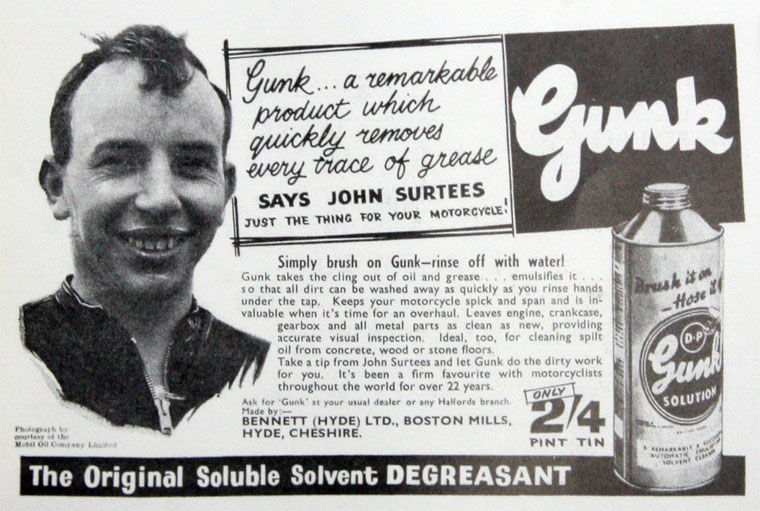 Gunk... a remarkable
product which
quickly removes
every trace of grease
SAYS JOHN SURTEES
JUST THE THING FOR YOUR MOTORCYCLE!
Gunk
Simply brush on Gunk—rinse off with water!
Gunk takes the cling out of oil and grease . . . emulsifies it . . .
so that all dirt can be washed away as quickly as you rinse hands
under the tap. Keeps your motorcycle spick and span and is in-
valuable when it's time for an overhaul. Leaves engine, crankcase,
gearbox and all metal parts as clean as new, providing
accurate visual inspection. Ideal, too, for cleaning spilt
oil from concrete, wood or stone floors.
Take a tip from John Surtees and let Gunk do the dirty work
for you. It's been a firm favourite with motorcyclists
throughout the world for over 22 years.
Ask for 'Gunk' at your usual dealer or any Halfords branch.
Made by:—
BENNETT (HYDE) LTD., BOSTON MILLS,
HYDE, CHESHIRE.
ONLY
2/4
PINT TIN
Brush it on
—Hose it
D-P
Gunk
SOLUTION
A REMARKABLE &
SOLVENT
Photograph by
courtesy of the
Mobil Oil Company Limited
The Original Soluble Solvent DEGREASANT